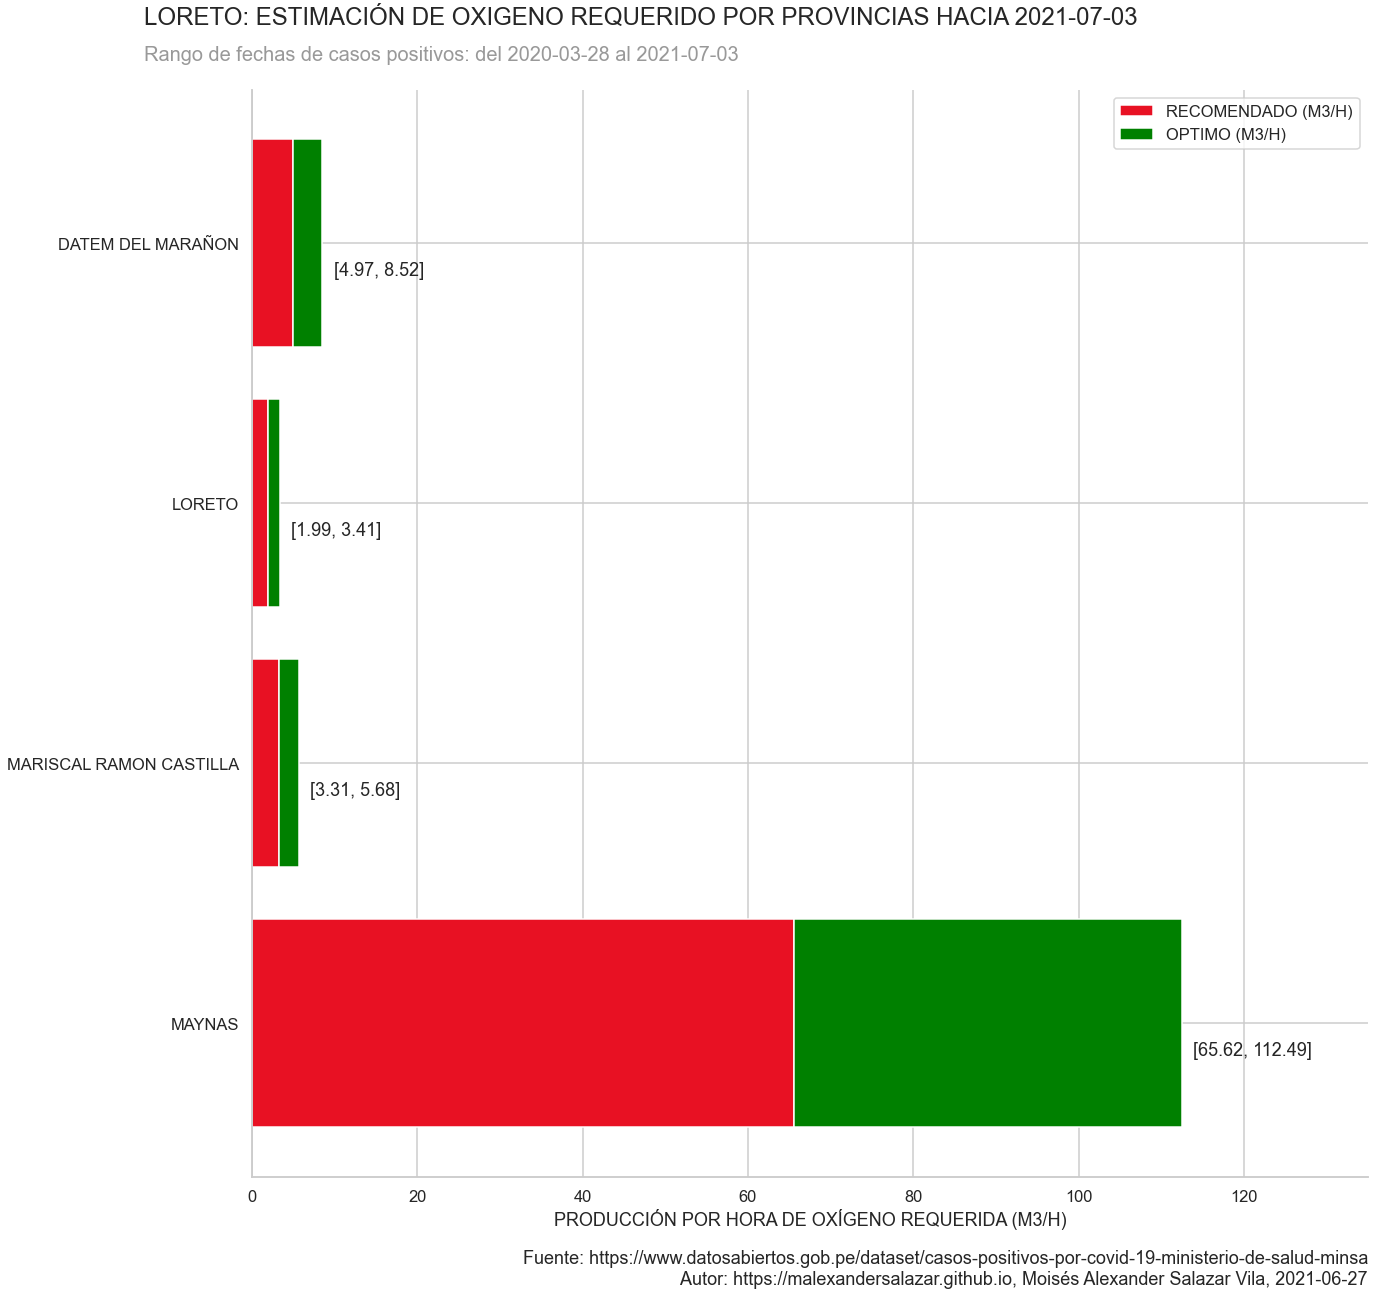 LORETO: ESTIMACIÓN DE OXIGENO REQUERIDO POR PROVINCIAS HACIA 2021-07-03
Rango de fechas de casos positivos: del 2020-03-28 al 2021-07-03
RECOMENDADO (M3/H)
OPTIMO (M3/H)
DATEM DEL MARAÑON
[4.97, 8.52]
LORETO
[1.99, 3.41]
MARISCAL RAMON CASTILLA
[3.31, 5.68]
MAYNAS
[65.62, 112.49]
0 20 40 60 80 100 120
PRODUCCIÓN POR HORA DE OXÍGENO REQUERIDA (M3/H)
Fuente: https://www.datosabiertos.gob.pe/dataset/casos-positivos-por-covid-19-ministerio-de-salud-minsa
Autor: https://malexandersalazar.github.io, Moisés Alexander Salazar Vila, 2021-06-27